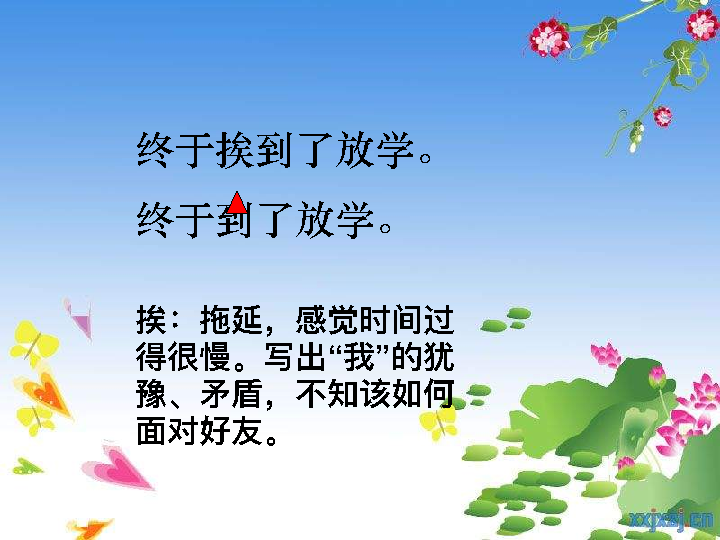 终于挨到了放学。
终于到了放学。
挨：拖延，感觉时间过
得很慢。写出“我”的犹
豫、矛盾，不知该如何
面对好友。
xxjxsj.cn